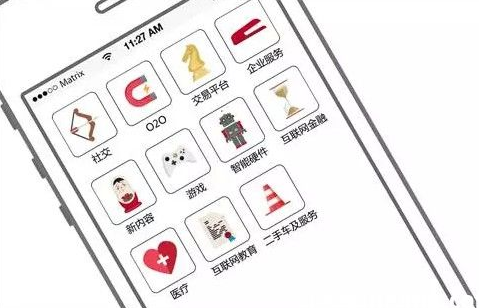 ●●●○○ Matrix 11:27 AM
社交 O2O 交易平台 企业服务
新内容 游戏 智能硬件 互联网金融
医疗 互联网教育 二手车及服务